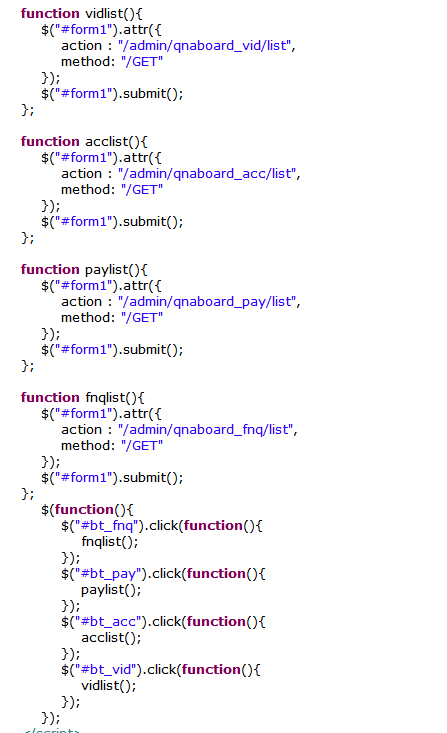 function vidlist(){
$("#form1").attr({
action : "/admin/qnaboard_vid/list",
method: "/GET"
});
$("#form1").submit();
};
function acclist(){
$("#form1").attr({
action : "/admin/qnaboard_acc/list",
method: "/GET"
});
$("#form1").submit();
};
function paylist(){
$("#form1").attr({
action : "/admin/qnaboard_pay/list",
method: "/GET"
});
$("#form1").submit();
};
function fnqlist(){
$("#form1").attr({
action : "/admin/qnaboard_fnq/list",
method: "/GET"
});
$("#form1").submit();
};
$(function(){
$("#bt_fnq").click(function(){
fnqlist();
});
$("#bt_pay").click(function(){
paylist();
});
$("#bt_acc").click(function(){
acclist();
});
$("#bt_vid").click(function(){
vidlist();
});
});
</script>